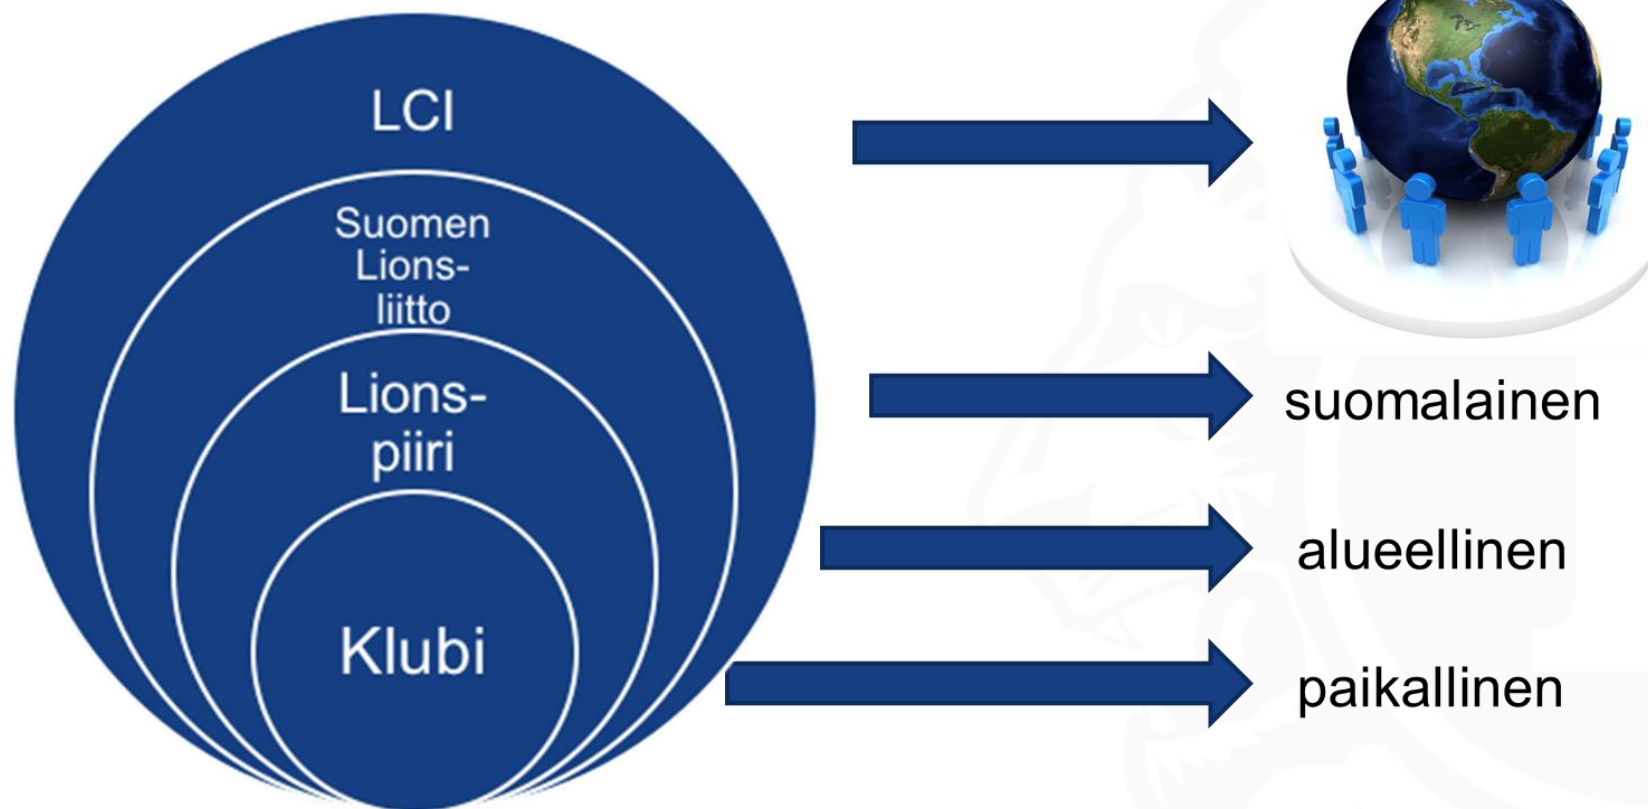 LCI
Suomen
Lions-
liitto
Lions-
piiri
Klubi
suomalainen
alueellinen
paikallinen